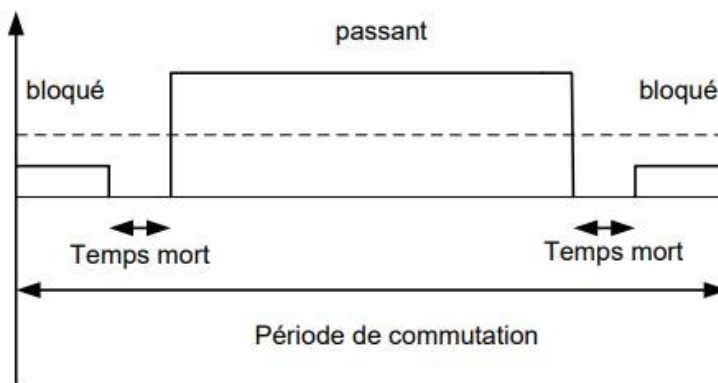 passant
bloqué
bloqué
Temps mort
Temps mort
Période de commutation